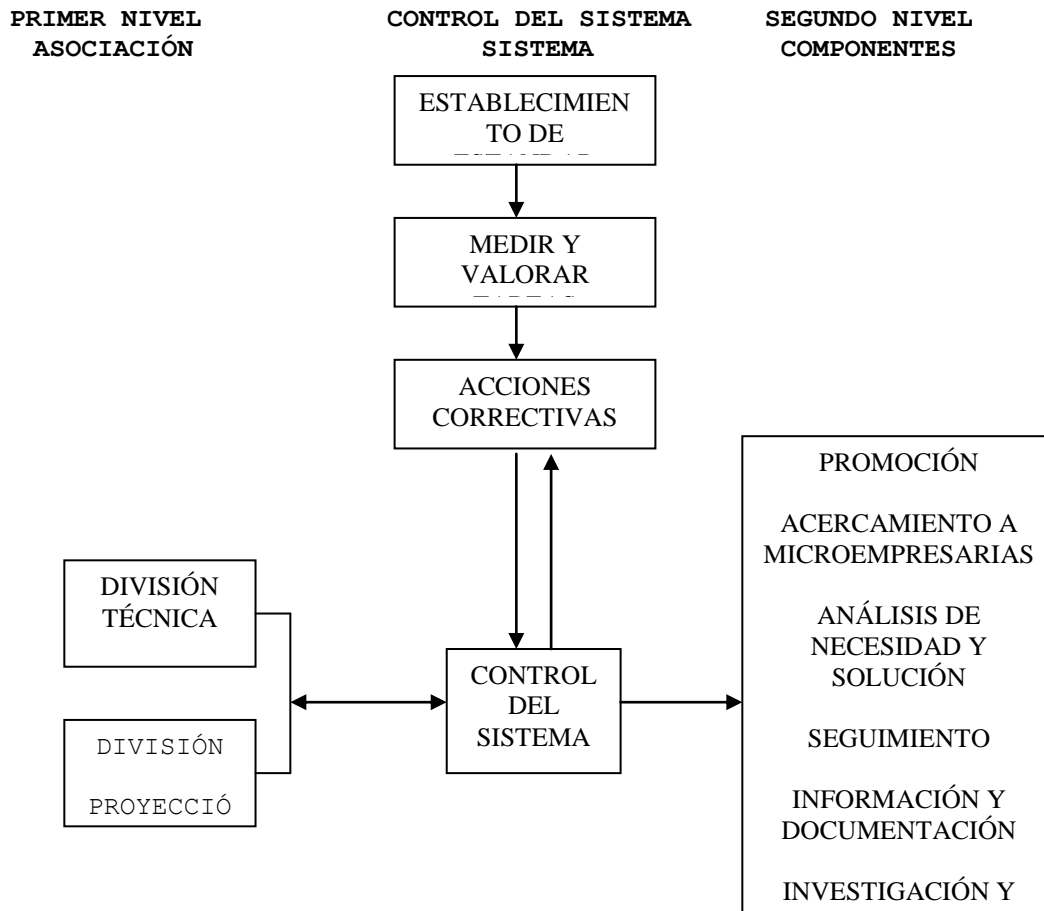 PRIMER NIVEL
ASOCIACIÓN
CONTROL DEL SISTEMA
SISTEMA
SEGUNDO NIVEL
COMPONENTES
ESTABLECIMIEN
TO DE
MEDIR Y
VALORAR
ACCIONES
CORRECTIVAS
DIVISIÓN
TÉCNICA
DIVISIÓN
PROYECCIÓ
CONTROL
DEL
SISTEMA
PROMOCIÓN
ACERCAMIENTO A
MICROEMPRESARIAS
ANÁLISIS DE
NECESIDAD Y
SOLUCIÓN
SEGUIMIENTO
INFORMACIÓN Y
DOCUMENTACIÓN
INVESTIGACIÓN Y